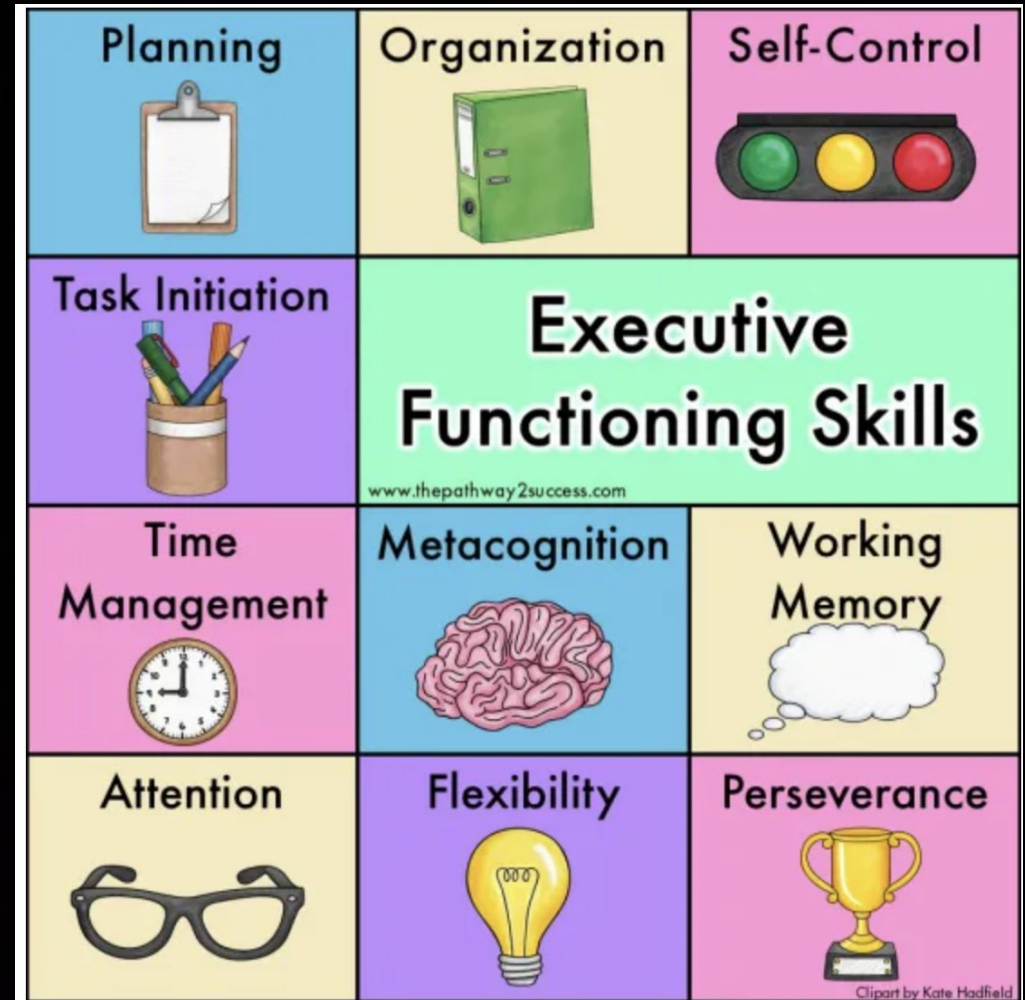 Planning
Organization
Self-Control
Task Initiation
Executive
Functioning Skills
www.thepathway2success.com
Time
Management
Metacognition
Working
Memory
Attention
Flexibility
Perseverance
Clipart by Kate Hadfield